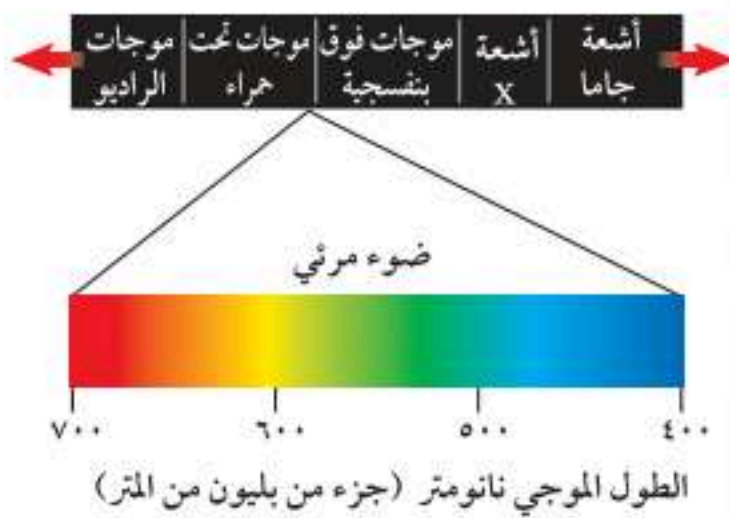 أشعة
جاما
أشعة
X
موجات فوق
بنفسجية
موجات تحت
حمراء
موجات
الراديو
ضوء مرئي
٤٠٠
٥٠٠
٦٠٠
٧٠٠
الطول الموجي نانومتر (جزء من بليون من المتر)